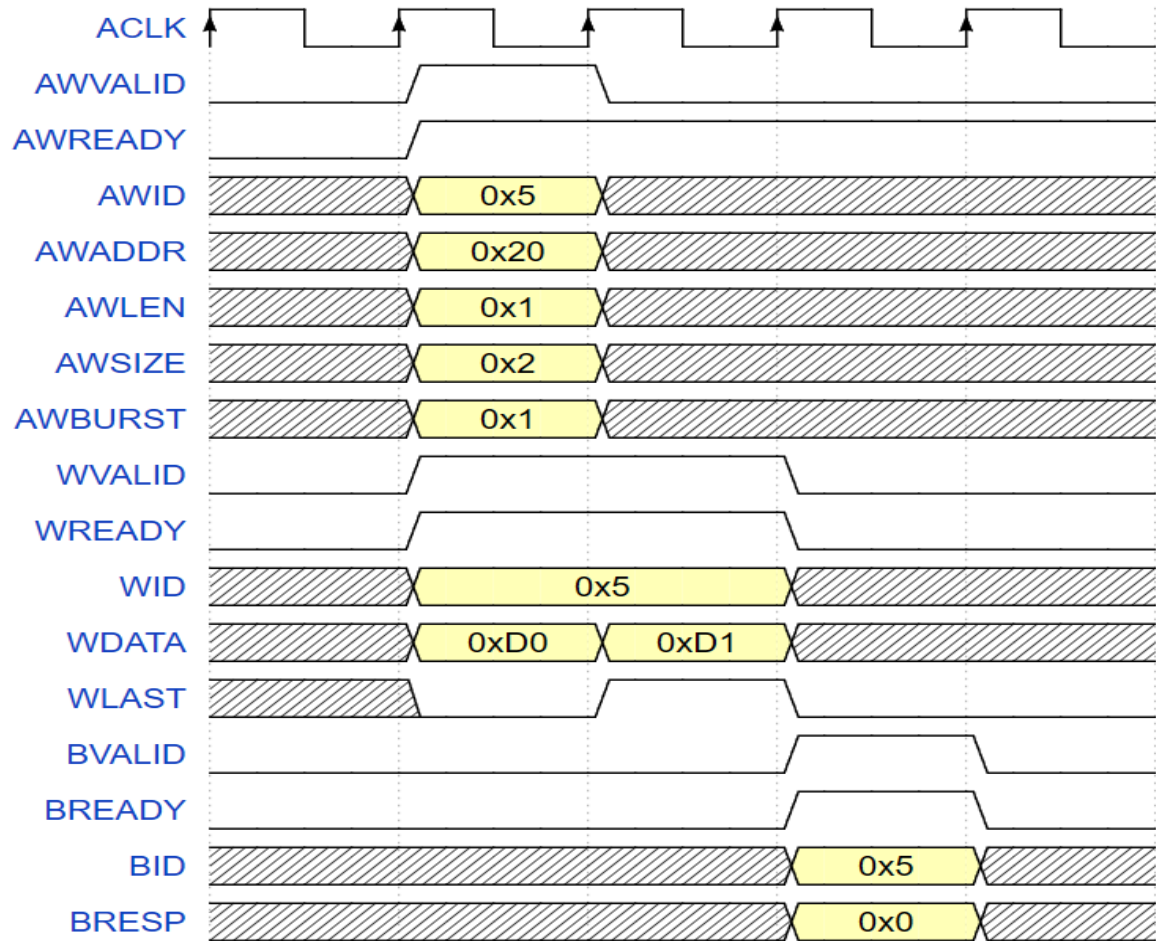 ACLK
AWVALID
AWREADY
AWID 0x5
AWADDR 0x20
AWLEN 0x1
AWSIZE 0x2
AWBURST 0x1
WVALID
WREADY
WID 0x5
WDATA 0xD0 0xD1
WLAST
BVALID
BREADY
BID 0x5
BRESP 0x0